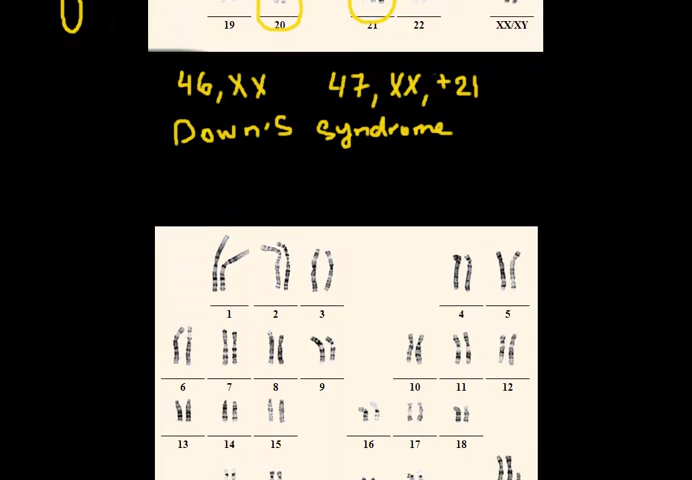 19 20 21 22 XX/XY
46, XX 47, XX, +21
Down's Syndrome
1 2 3 4 5
6 7 8 9 10 11 12
13 14 15 16 17 18